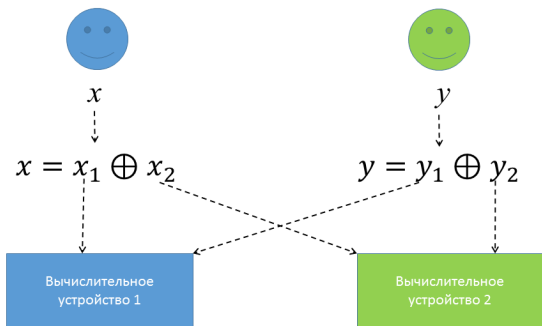 x y
x = x₁ ⊕ x₂ y = y₁ ⊕ y₂
Вычислительное Вычислительное
устройство 1 устройство 2